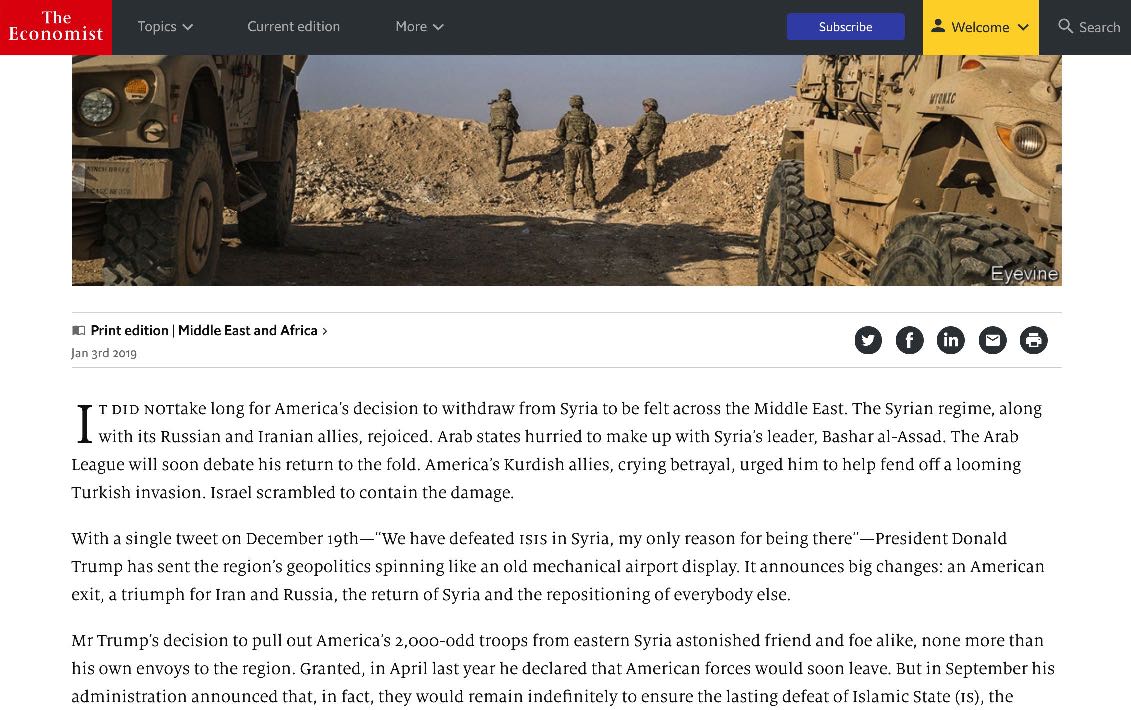 The
Economist
Topics
Current edition
More
Subscribe
Welcome
Search
MTONXC
Eyevine
Print edition | Middle East and Africa ›
Jan 3rd 2019
IT DID NOTtake long for America's decision to withdraw from Syria to be felt across the Middle East. The Syrian regime, along
with its Russian and Iranian allies, rejoiced. Arab states hurried to make up with Syria's leader, Bashar al-Assad. The Arab
League will soon debate his return to the fold. America's Kurdish allies, crying betrayal, urged him to help fend off a looming
Turkish invasion. Israel scrambled to contain the damage.
With a single tweet on December 19th—"We have defeated ISIS in Syria, my only reason for being there"—President Donald
Trump has sent the region's geopolitics spinning like an old mechanical airport display. It announces big changes: an American
exit, a triumph for Iran and Russia, the return of Syria and the repositioning of everybody else.
Mr Trump's decision to pull out America's 2,000-odd troops from eastern Syria astonished friend and foe alike, none more than
his own envoys to the region. Granted, in April last year he declared that American forces would soon leave. But in September his
administration announced that, in fact, they would remain indefinitely to ensure the lasting defeat of Islamic State (IS), the